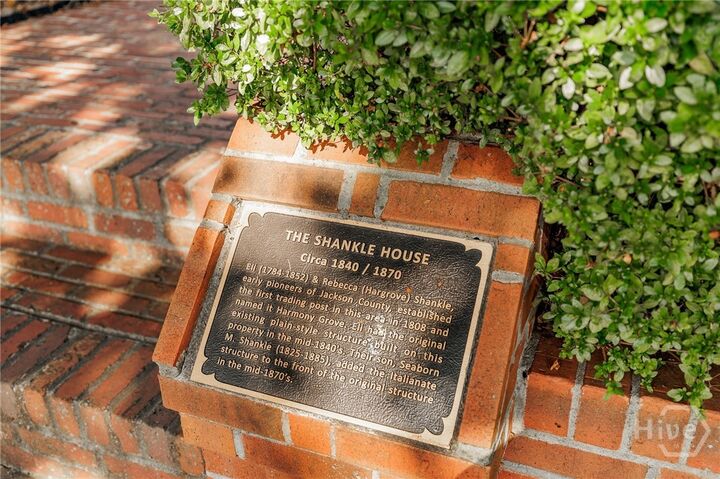 THE SHANKLE HOUSE
Circa 1840 / 1870
Eli (1784-1852) & Rebecca (Hargrove) Shankle,
early pioneers of Jackson County, established
the first trading post in this area in 1808 and
named it Harmony Grove. Eli had the original
existing plain-style structure built on this
property in the mid-1840's. Their son, Seaborn
M. Shankle (1825-1885) added the Italianate
structure to the front of the original structure
in the mid-1870's.
Hive